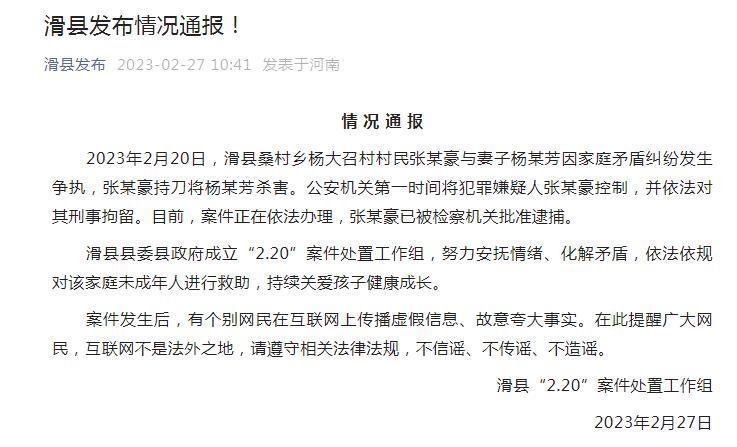 滑县发布情况通报！
滑县发布 2023-02-27 10:41 发表于河南
情 况 通 报
2023年2月20日，滑县桑村乡杨大召村村民张某豪与妻子杨某芳因家庭矛盾纠纷发生
争执，张某豪持刀将杨某芳杀害。公安机关第一时间将犯罪嫌疑人张某豪控制，并依法对
其刑事拘留。目前，案件正在依法办理，张某豪已被检察机关批准逮捕。
滑县县委县政府成立“2.20”案件处置工作组，努力安抚情绪、化解矛盾，依法依规
对该家庭未成年人进行救助，持续关爱孩子健康成长。
案件发生后，有个别网民在互联网上传播虚假信息、故意夸大事实。在此提醒广大网
民，互联网不是法外之地，请遵守相关法律法规，不信谣、不传谣、不造谣。
滑县“2.20”案件处置工作组
2023年2月27日